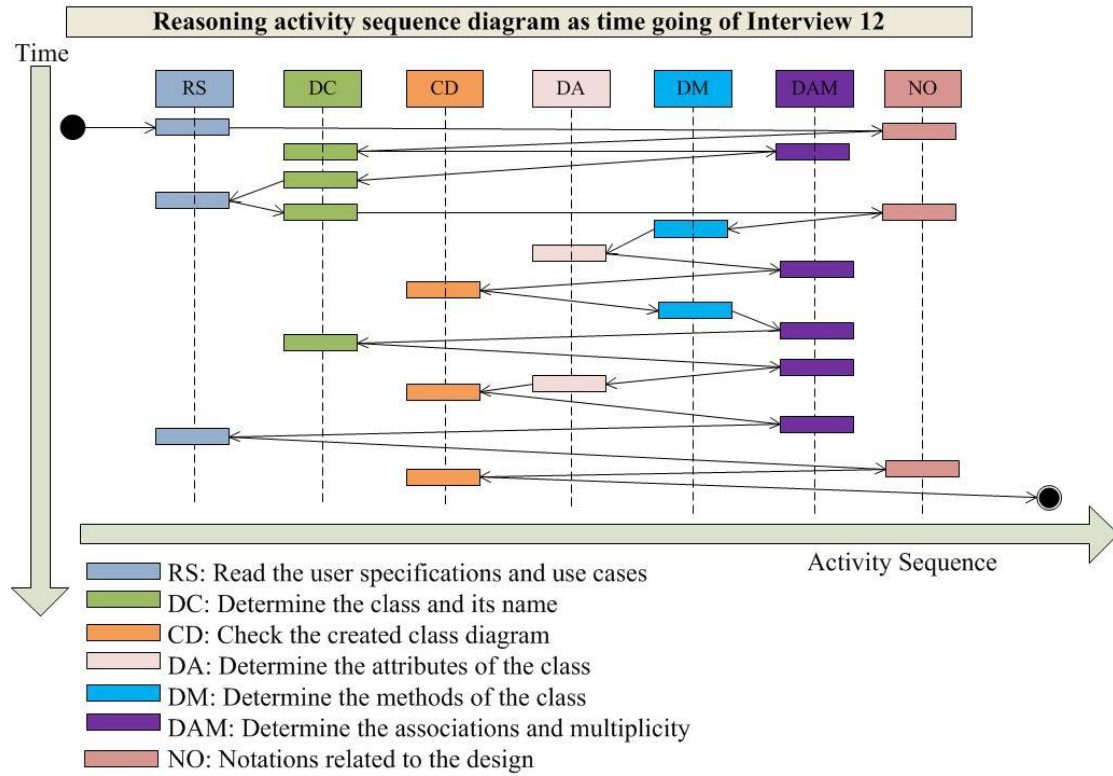 Reasoning activity sequence diagram as time going of Interview 12
Time
RS DC CD DA DM DAM NO
Activity Sequence
RS: Read the user specifications and use cases
DC: Determine the class and its name
CD: Check the created class diagram
DA: Determine the attributes of the class
DM: Determine the methods of the class
DAM: Determine the associations and multiplicity
NO: Notations related to the design